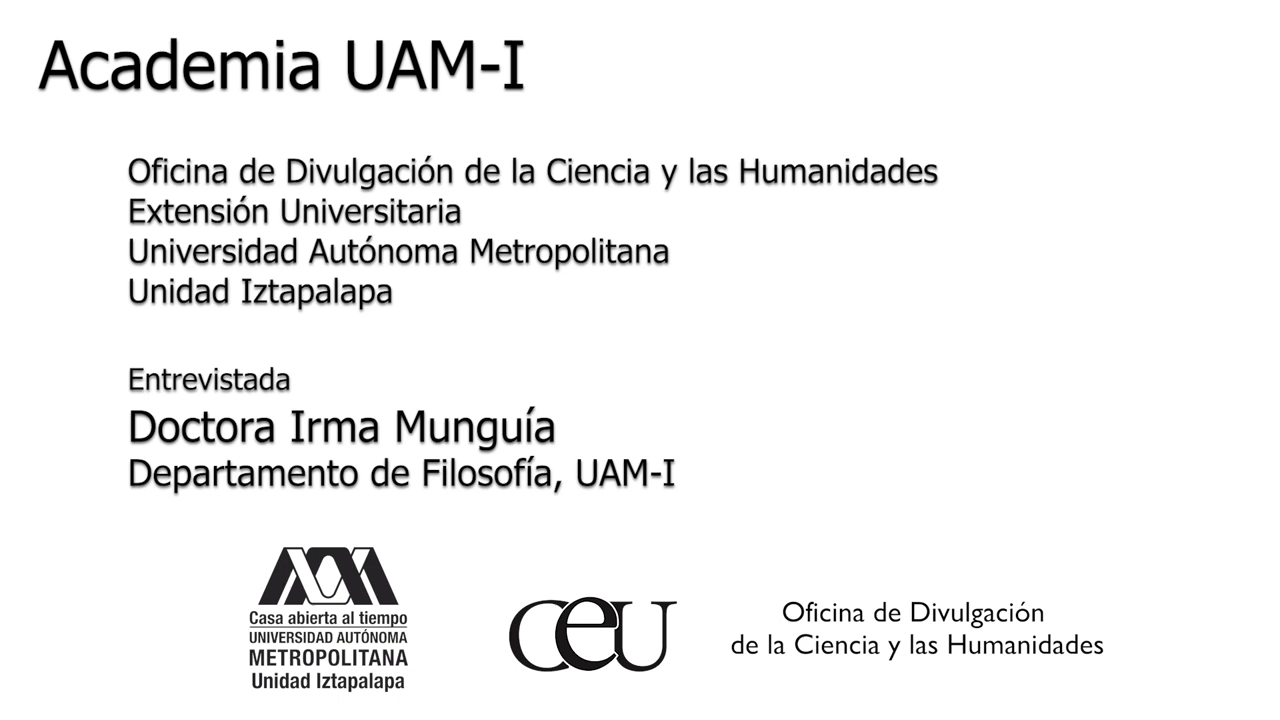 Academia UAM-I
Oficina de Divulgación de la Ciencia y las Humanidades
Extensión Universitaria
Universidad Autónoma Metropolitana
Unidad Iztapalapa
Entrevistada
Doctora Irma Munguía
Departamento de Filosofía, UAM-I
Casa abierta al tiempo
UNIVERSIDAD AUTÓNOMA
METROPOLITANA
Unidad Iztapalapa
CeU
Oficina de Divulgación
de la Ciencia y las Humanidades